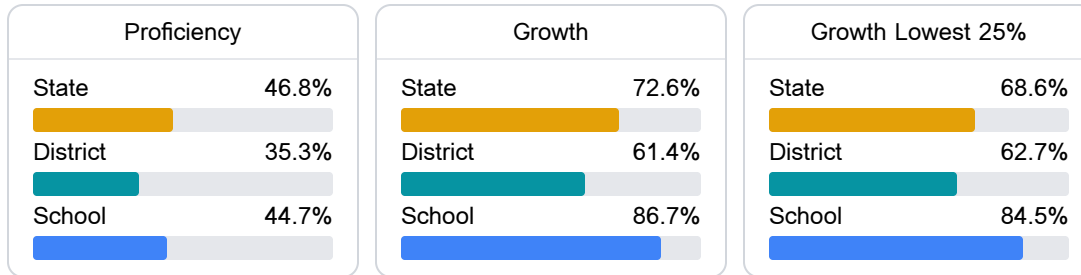 Proficiency
State 46.8%
District 35.3%
School 44.7%
Growth
State 72.6%
District 61.4%
School 86.7%
Growth Lowest 25%
State 68.6%
District 62.7%
School 84.5%